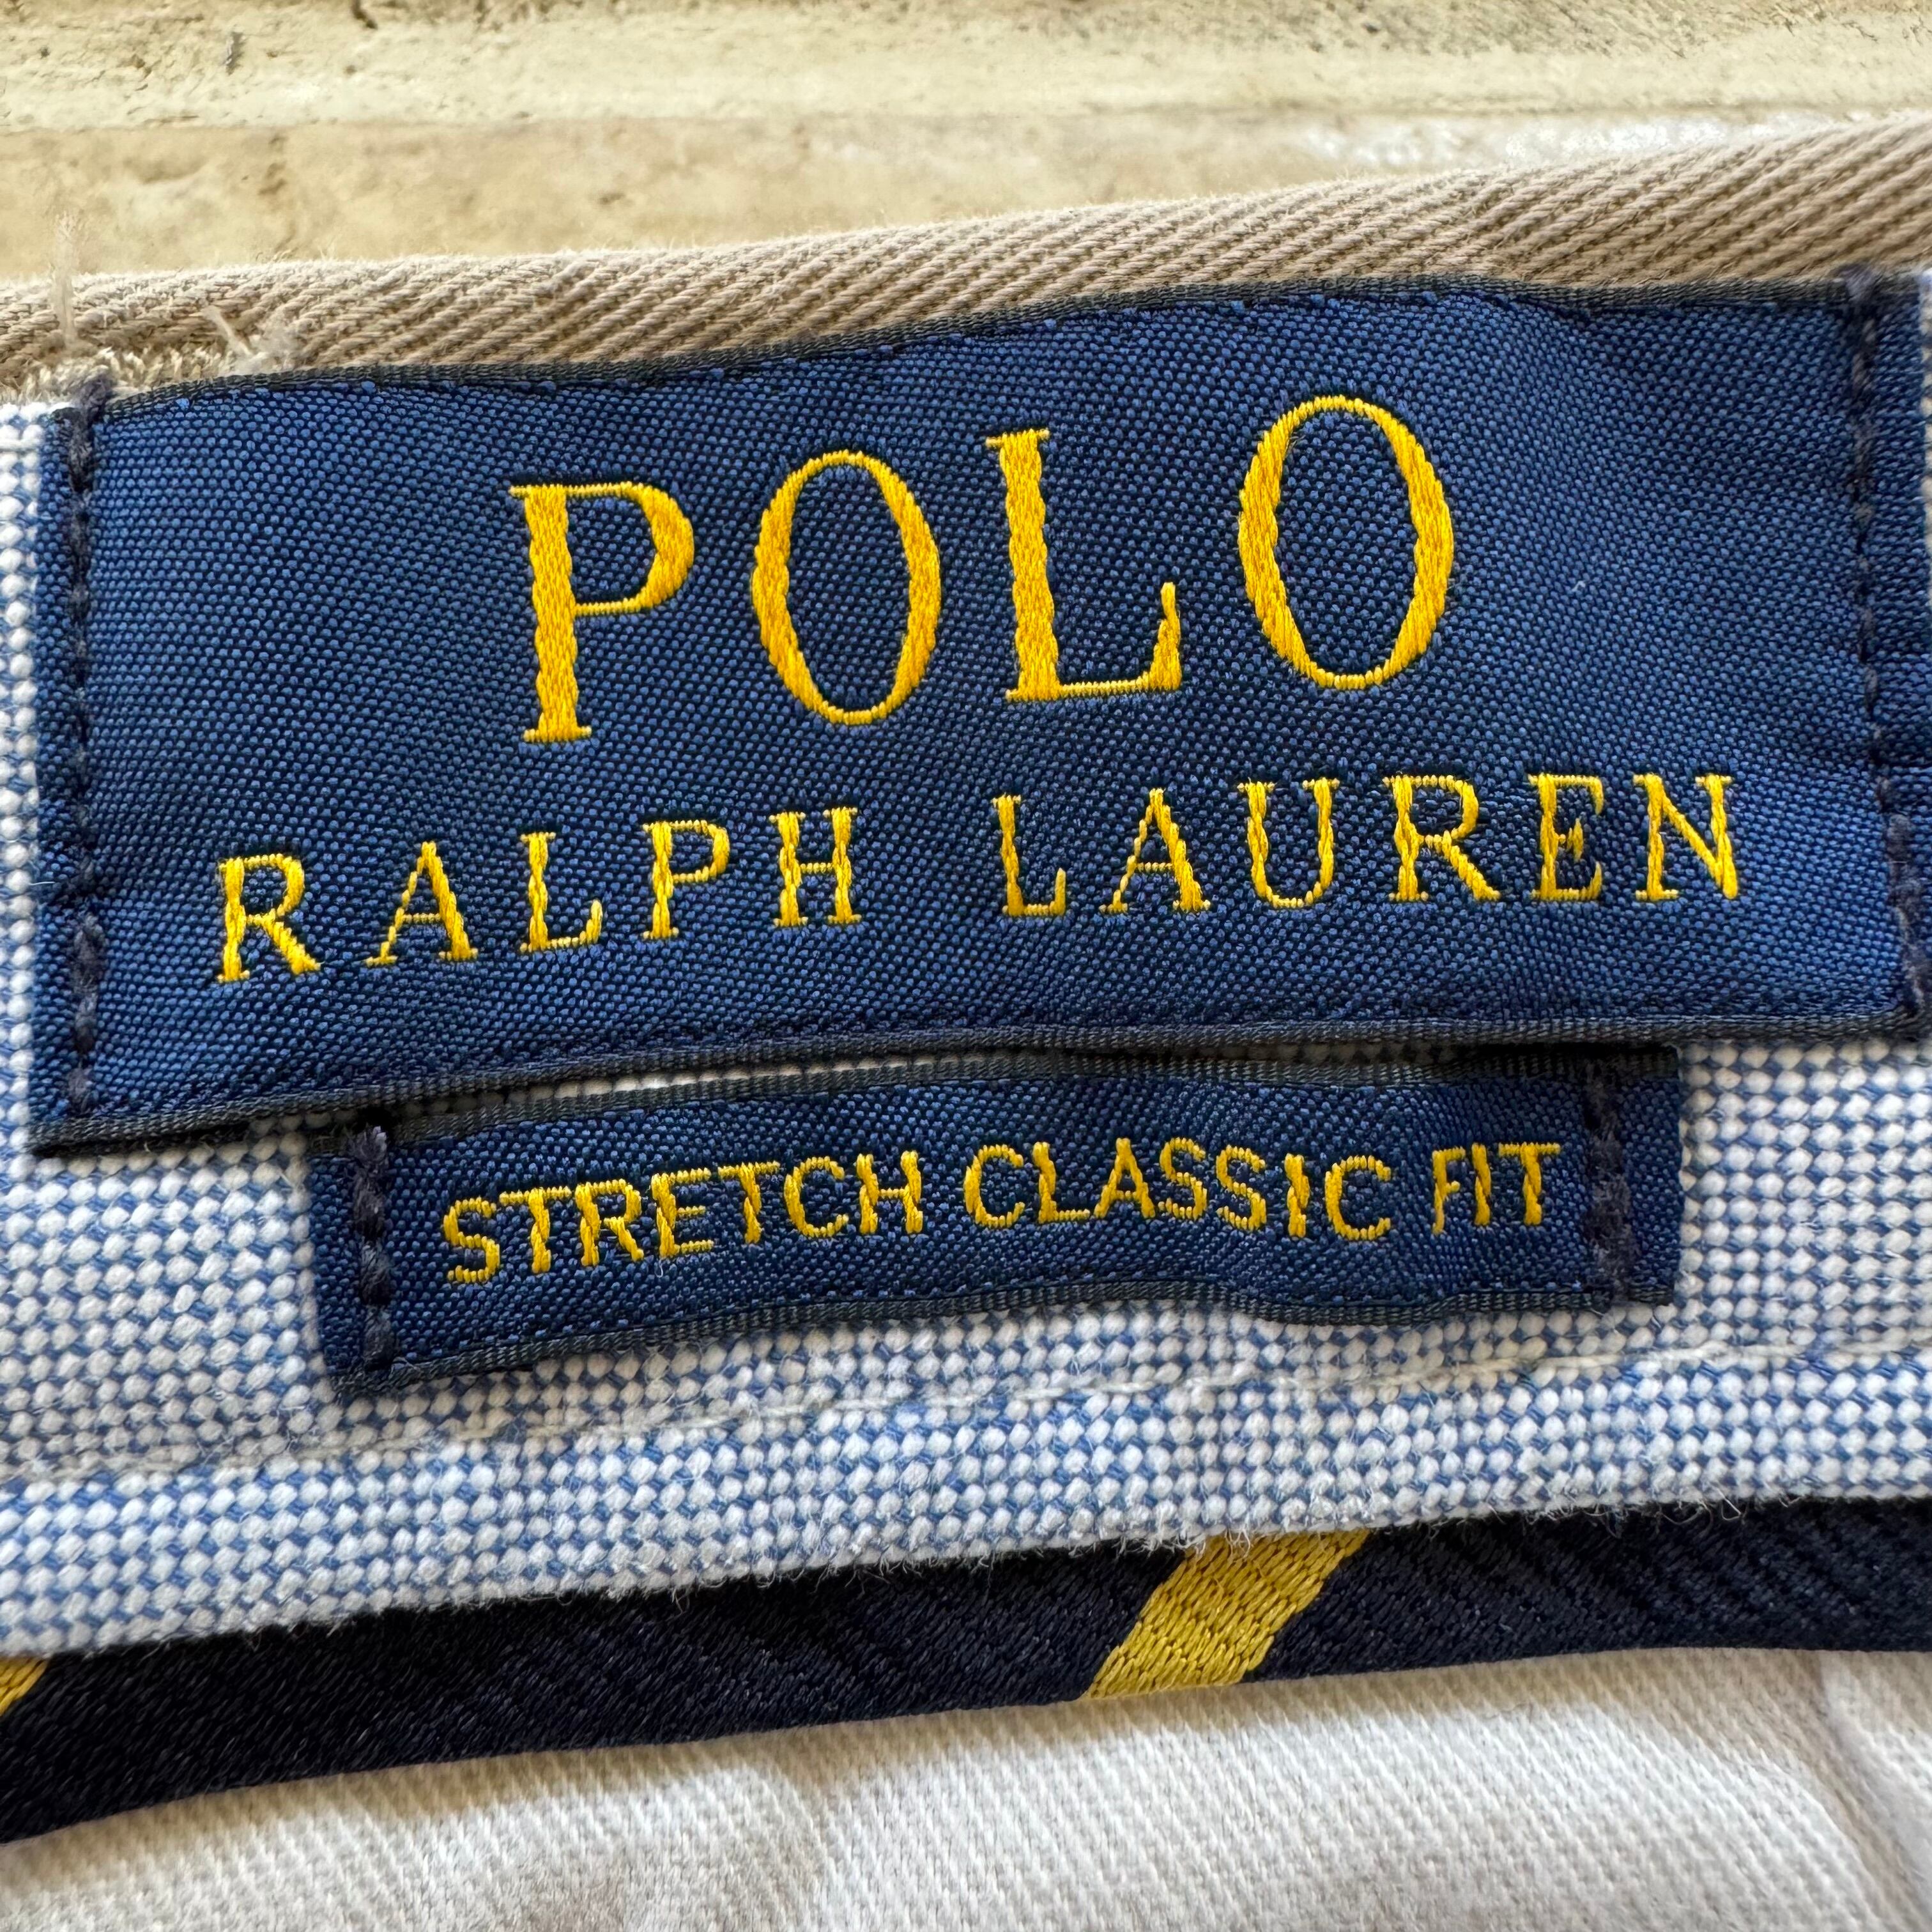 POLO
RALPH LAUREN
STRETCH CLASSIC FIT